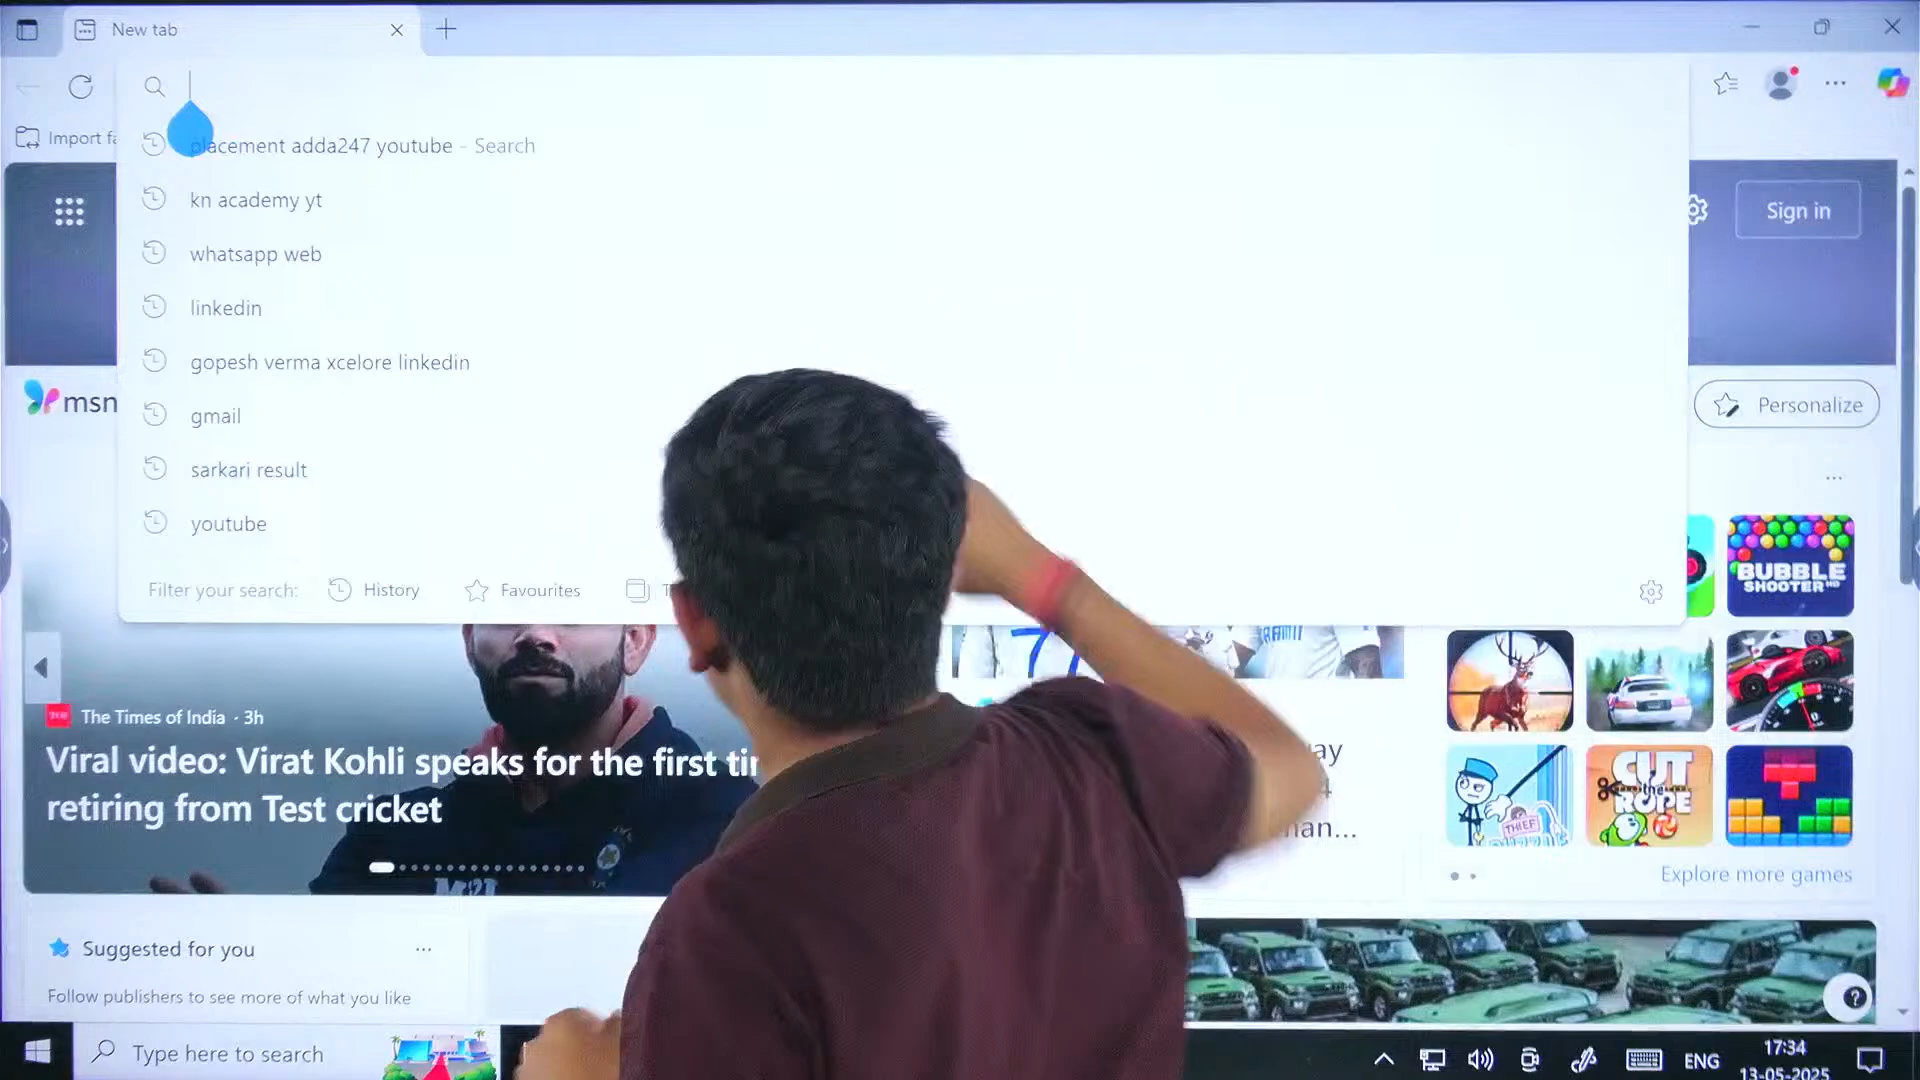 New tab
placement adda247 youtube - Search
Import fa
kn academy yt
Sign in
whatsapp web
linkedin
gopesh verma xcelore linkedin
msn
Personalize
gmail
sarkari result
youtube
Filter your search:
History
Favourites
BUBBLE
SHOOTER
The Times of India · 3h
Viral video: Virat Kohli speaks for the first
retiring from Test cricket
CUT
the
ROPE
THIEF
PUZZLE
Explore more games
Suggested for you
Follow publishers to see more of what you like
Type here to search
ENG
17:34
13-05-2025